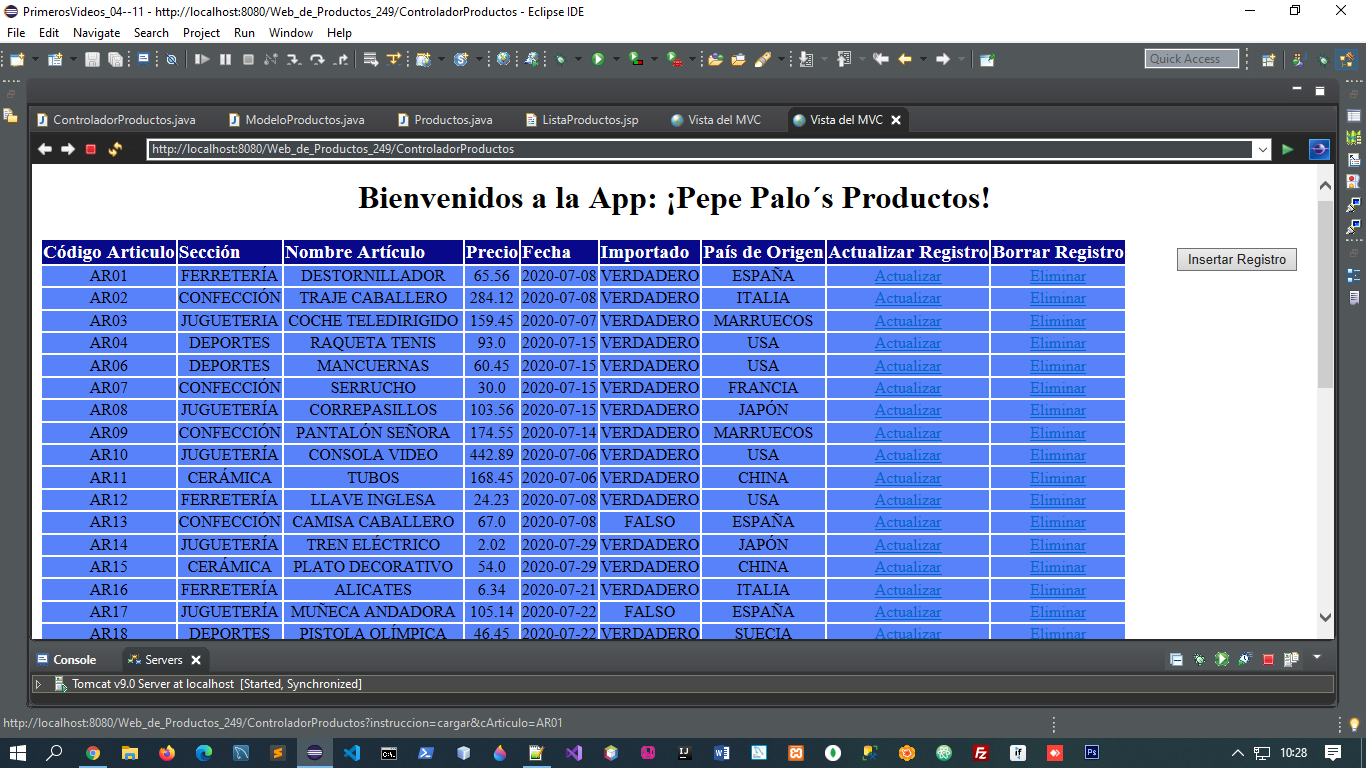 PrimerosVideos_04--11 - http://localhost:8080/Web_de_Productos_249/ControladorProductos - Eclipse IDE
File Edit Navigate Search Project Run Window Help
Quick Access
ControladorProductos.java ModeloProductos.java Productos.java ListaProductos.jsp Vista del MVC Vista del MVC
http://localhost:8080/Web_de_Productos_249/ControladorProductos
Bienvenidos a la App: ¡Pepe Palo´s Productos!
Código Articulo Sección Nombre Artículo Precio Fecha Importado País de Origen Actualizar Registro Borrar Registro
Insertar Registro
AR01 FERRETERÍA DESTORNILLADOR 65.56 2020-07-08 VERDADERO ESPAÑA Actualizar Eliminar
AR02 CONFECCIÓN TRAJE CABALLERO 284.12 2020-07-08 VERDADERO ITALIA Actualizar Eliminar
AR03 JUGUETERIA COCHE TELEDIRIGIDO 159.45 2020-07-07 VERDADERO MARRUECOS Actualizar Eliminar
AR04 DEPORTES RAQUETA TENIS 93.0 2020-07-15 VERDADERO USA Actualizar Eliminar
AR06 DEPORTES MANCUERNAS 60.45 2020-07-15 VERDADERO USA Actualizar Eliminar
AR07 CONFECCIÓN SERRUCHO 30.0 2020-07-15 VERDADERO FRANCIA Actualizar Eliminar
AR08 JUGUETERÍA CORREPASILLOS 103.56 2020-07-15 VERDADERO JAPÓN Actualizar Eliminar
AR09 CONFECCIÓN PANTALÓN SEÑORA 174.55 2020-07-14 VERDADERO MARRUECOS Actualizar Eliminar
AR10 JUGUETERÍA CONSOLA VIDEO 442.89 2020-07-06 VERDADERO USA Actualizar Eliminar
AR11 CERÁMICA TUBOS 168.45 2020-07-06 VERDADERO CHINA Actualizar Eliminar
AR12 FERRETERÍA LLAVE INGLESA 24.23 2020-07-08 VERDADERO USA Actualizar Eliminar
AR13 CONFECCIÓN CAMISA CABALLERO 67.0 2020-07-08 FALSO ESPAÑA Actualizar Eliminar
AR14 JUGUETERÍA TREN ELÉCTRICO 2.02 2020-07-29 VERDADERO JAPÓN Actualizar Eliminar
AR15 CERÁMICA PLATO DECORATIVO 54.0 2020-07-29 VERDADERO CHINA Actualizar Eliminar
AR16 FERRETERÍA ALICATES 6.34 2020-07-21 VERDADERO ITALIA Actualizar Eliminar
AR17 JUGUETERÍA MUÑECA ANDADORA 105.14 2020-07-22 FALSO ESPAÑA Actualizar Eliminar
AR18 DEPORTES PISTOLA OLÍMPICA 46.45 2020-07-22 VERDADERO SUECIA Actualizar Eliminar
Console Servers
Tomcat v9.0 Server at localhost [Started, Synchronized]
http://localhost:8080/Web_de_Productos_249/ControladorProductos?instruccion=cargar&cArticulo=AR01
10:28